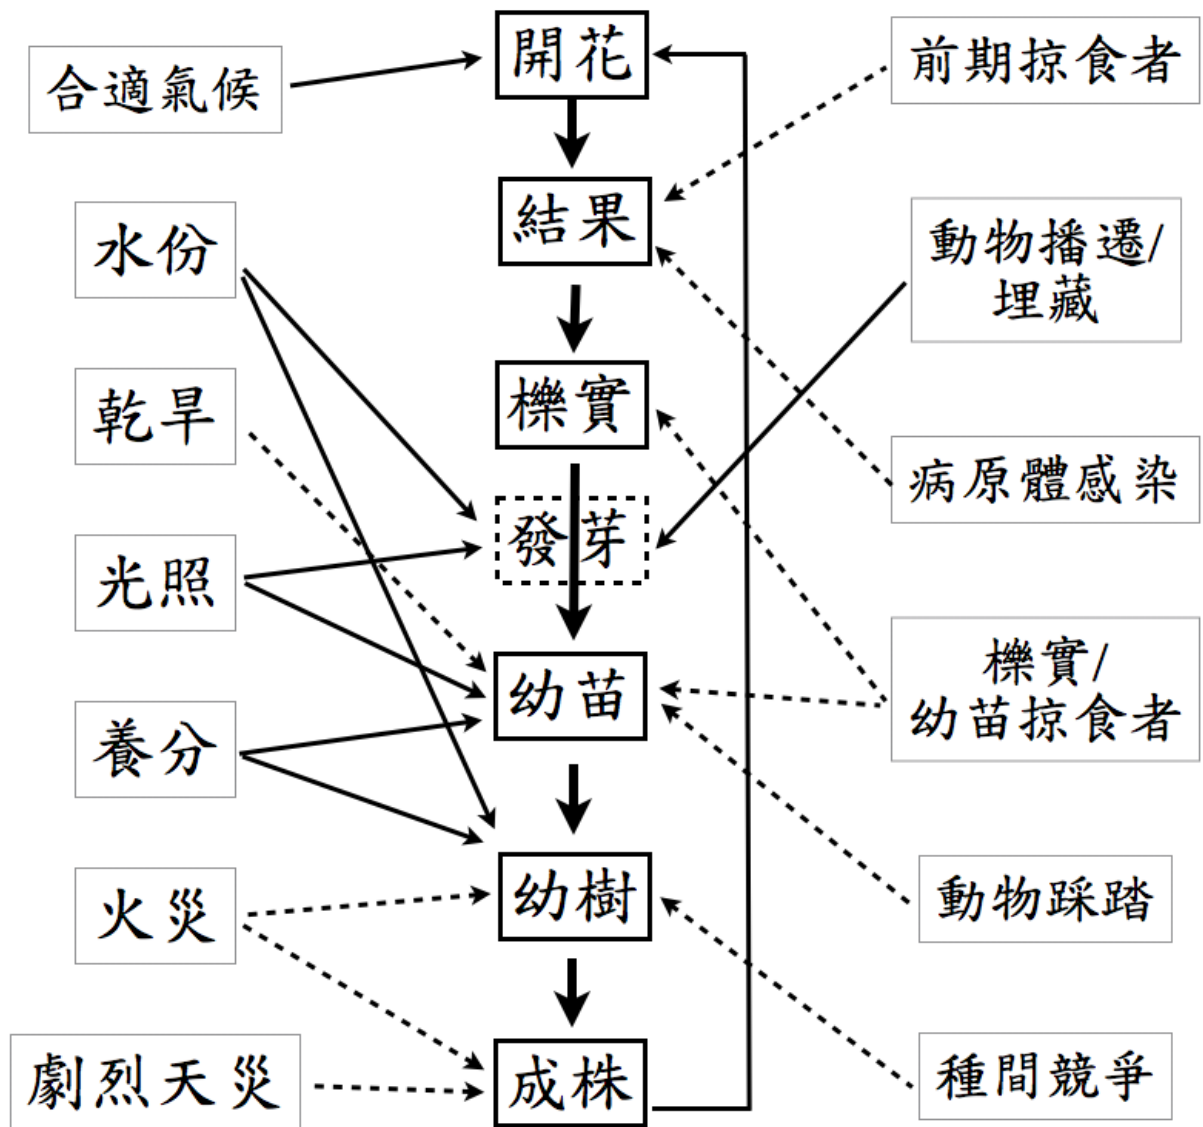 開花
合適氣候
前期掠食者
結果
水份
動物播遷/
埋藏
櫟實
乾旱
病原體感染
發芽
光照
幼苗
櫟實/
幼苗掠食者
養分
幼樹
火災
動物踩踏
成株
劇烈天災
種間競爭